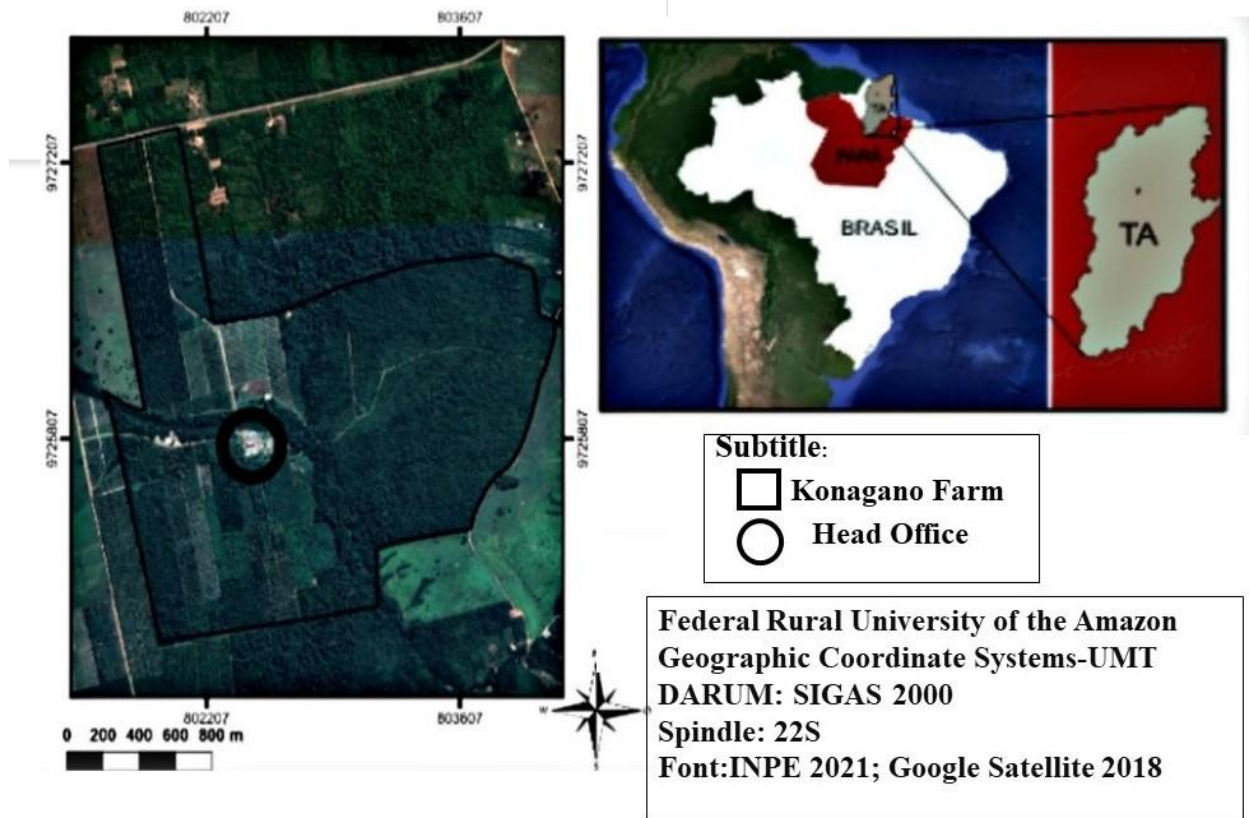 802207
803607
9727207
9727207
9725807
9725807
802207
803607
0 200 400 600 800 m
TA
PARÁ
BRASIL
TA
W
S
Subtitle:
Konagano Farm
Head Office
Federal Rural University of the Amazon
Geographic Coordinate Systems-UMT
DARUM: SIGAS 2000
Spindle: 22S
Font:INPE 2021; Google Satellite 2018